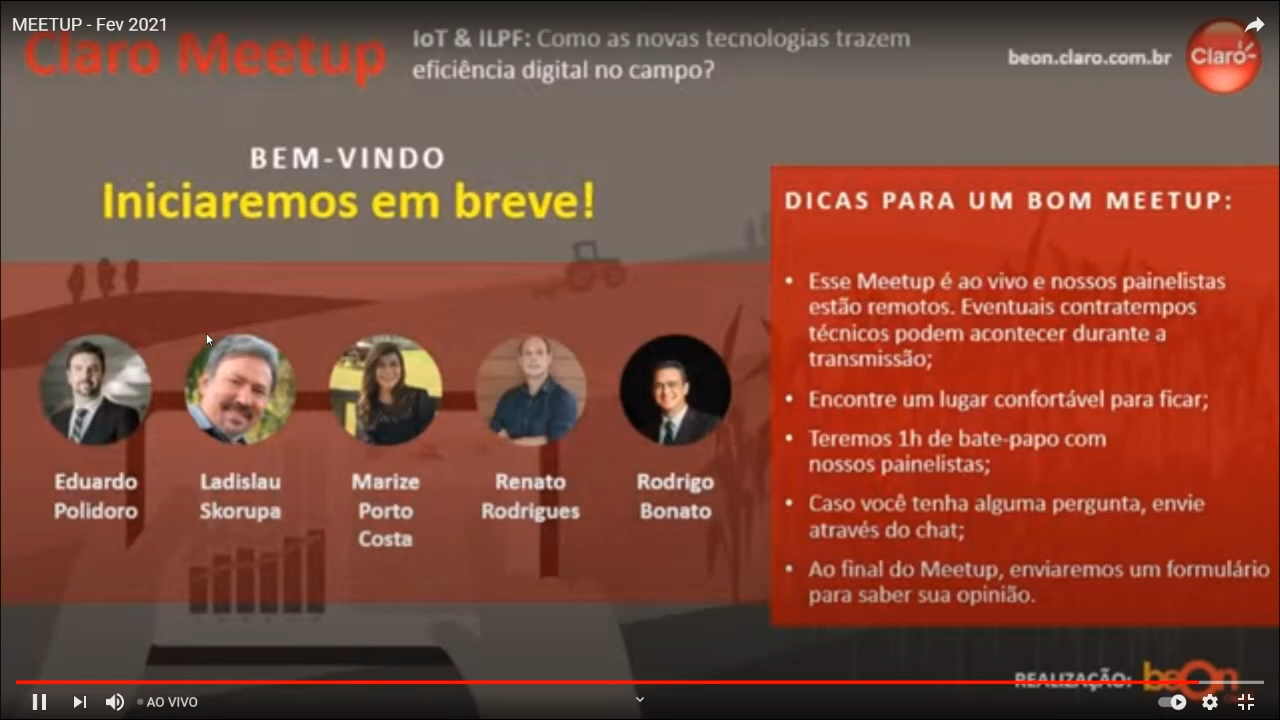 MEETUP - Fev 2021
Claro Meetup
IoT & ILPF: Como as novas tecnologias trazem
eficiência digital no campo?
beon.claro.com.br
Claro
BEM-VINDO
Iniciaremos em breve!
Eduardo
Polidoro
Ladislau
Skorupa
Marize
Porto
Costa
Renato
Rodrigues
Rodrigo
Bonato
DICAS PARA UM BOM MEETUP:
• Esse Meetup é ao vivo e nossos painelistas
estão remotos. Eventuais contratempos
técnicos podem acontecer durante a
transmissão;
• Encontre um lugar confortável para ficar;
• Teremos 1h de bate-papo com
nossos painelistas;
• Caso você tenha alguma pergunta, envie
através do chat;
• Ao final do Meetup, enviaremos um formulário
para saber sua opinião.
REALIZAÇÃO: beOn
AO VIVO